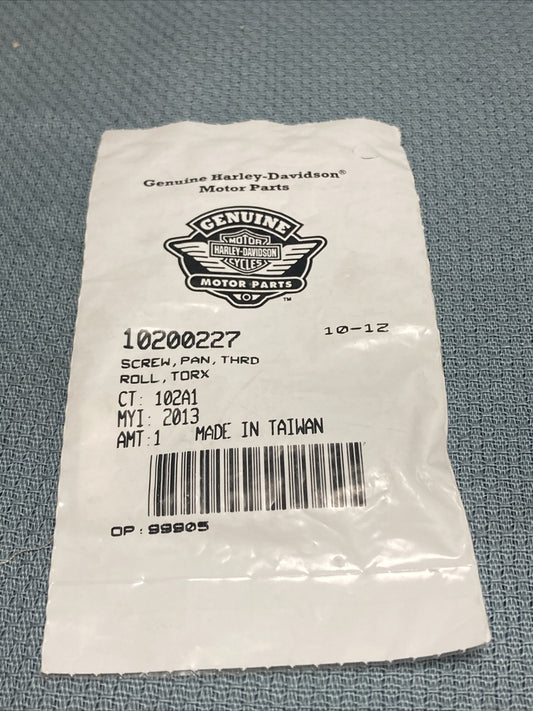 Genuine Harley-Davidson®
Motor Parts
GENUINE
MOTOR
HARLEY-DAVIDSON
CYCLES
MOTOR PARTS
™
10200227 10-12
SCREW,PAN,THRD
ROLL,TORX
CT: 102A1
MYI: 2013
AMT:1 MADE IN TAIWAN
OP:99905